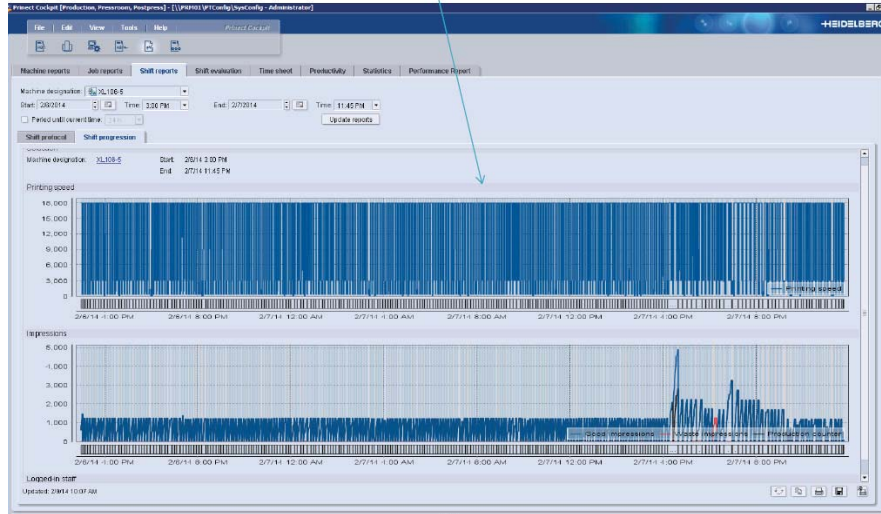 Prinect Cockpit [Production, Pressroom, Postpress] - [\\PRM01\PTConfig\SysConfig - Administrator]
File Edit View Tools Help Prinect Cockpit
HEIDELBERG
Machine reports Job reports Shift reports Shift evaluation Time sheet Productivity Statistics Performance Report
Machine designation: XL106-5
Start: 2/6/2014 Time: 3:00 PM End: 2/7/2014 Time: 11:45 PM
Period until current time: Update reports
Shift protocol Shift progression
Machine designation: XL106-5 Start: 2/6/14 3:00 PM
End: 2/7/14 11:45 PM
Printing speed
18,000
15,000
12,000
9,000
6,000
3,000
0
Printing speed
2/6/14 4:00 PM 2/6/14 8:00 PM 2/7/14 12:00 AM 2/7/14 4:00 AM 2/7/14 8:00 AM 2/7/14 12:00 PM 2/7/14 4:00 PM 2/7/14 8:00 PM
Impressions
5,000
4,000
3,000
2,000
1,000
0
Good impressions Waste impressions Production counter
2/6/14 4:00 PM 2/6/14 8:00 PM 2/7/14 12:00 AM 2/7/14 4:00 AM 2/7/14 8:00 AM 2/7/14 12:00 PM 2/7/14 4:00 PM 2/7/14 8:00 PM
Logged-in staff
Updated: 2/8/14 10:07 AM